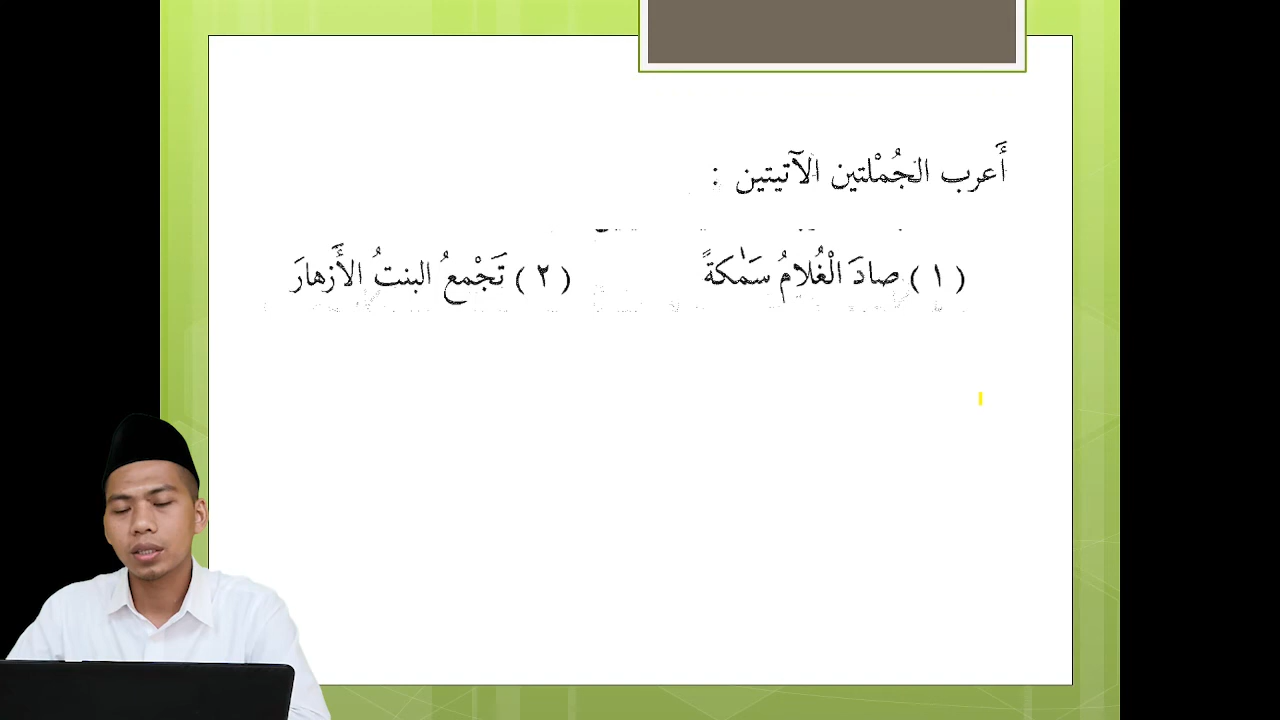 أَعرب الجُمْلتين الآتيتين :
( ١ ) صادَ الْغُلامُ سَمَكةً ( ٢ ) تَجْمعُ البنتُ الأَزهارَ